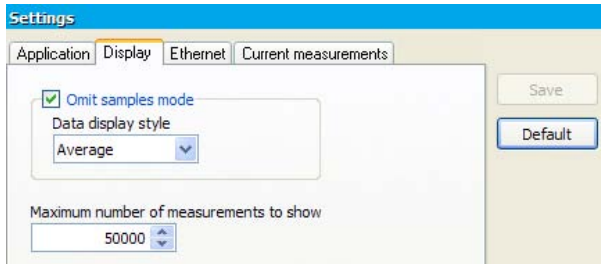 Settings
Application Display Ethernet Current measurements
Omit samples mode
Data display style
Average
Maximum number of measurements to show
50000
Save
Default